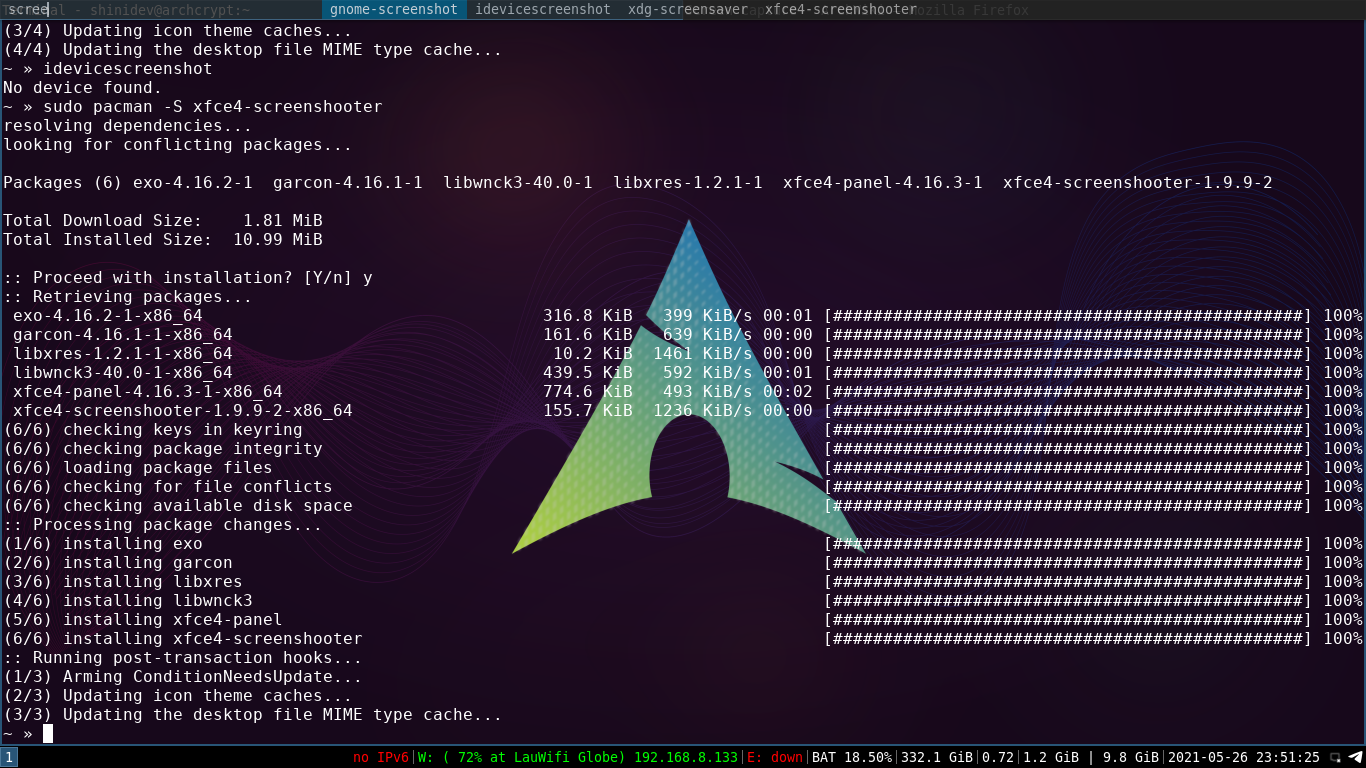 scree gnome-screenshot idevicescreenshot xdg-screensaver xfce4-screenshooter
(3/4) Updating icon theme caches...
(4/4) Updating the desktop file MIME type cache...
~ » idevicescreenshot
No device found.
~ » sudo pacman -S xfce4-screenshooter
resolving dependencies...
looking for conflicting packages...
Packages (6) exo-4.16.2-1  garcon-4.16.1-1  libwnck3-40.0-1  libxres-1.2.1-1  xfce4-panel-4.16.3-1  xfce4-screenshooter-1.9.9-2
Total Download Size:    1.81 MiB
Total Installed Size:  10.99 MiB
:: Proceed with installation? [Y/n] y
:: Retrieving packages...
exo-4.16.2-1-x86_64 316.8 KiB 399 KiB/s 00:01 [###############################################] 100%
garcon-4.16.1-1-x86_64 161.6 KiB 639 KiB/s 00:00 [###############################################] 100%
libxres-1.2.1-1-x86_64 10.2 KiB 1461 KiB/s 00:00 [###############################################] 100%
libwnck3-40.0-1-x86_64 439.5 KiB 592 KiB/s 00:01 [###############################################] 100%
xfce4-panel-4.16.3-1-x86_64 774.6 KiB 493 KiB/s 00:02 [###############################################] 100%
xfce4-screenshooter-1.9.9-2-x86_64 155.7 KiB 1236 KiB/s 00:00 [###############################################] 100%
(6/6) checking keys in keyring [###############################################] 100%
(6/6) checking package integrity [###############################################] 100%
(6/6) loading package files [###############################################] 100%
(6/6) checking for file conflicts [###############################################] 100%
(6/6) checking available disk space [###############################################] 100%
:: Processing package changes...
(1/6) installing exo [###############################################] 100%
(2/6) installing garcon [###############################################] 100%
(3/6) installing libxres [###############################################] 100%
(4/6) installing libwnck3 [###############################################] 100%
(5/6) installing xfce4-panel [###############################################] 100%
(6/6) installing xfce4-screenshooter [###############################################] 100%
:: Running post-transaction hooks...
(1/3) Arming ConditionNeedsUpdate...
(2/3) Updating icon theme caches...
(3/3) Updating the desktop file MIME type cache...
~ »
1 no IPv6|W: ( 72% at LauWifi Globe) 192.168.8.133|E: down|BAT 18.50%|332.1 GiB|0.72|1.2 GiB | 9.8 GiB|2021-05-26 23:51:25